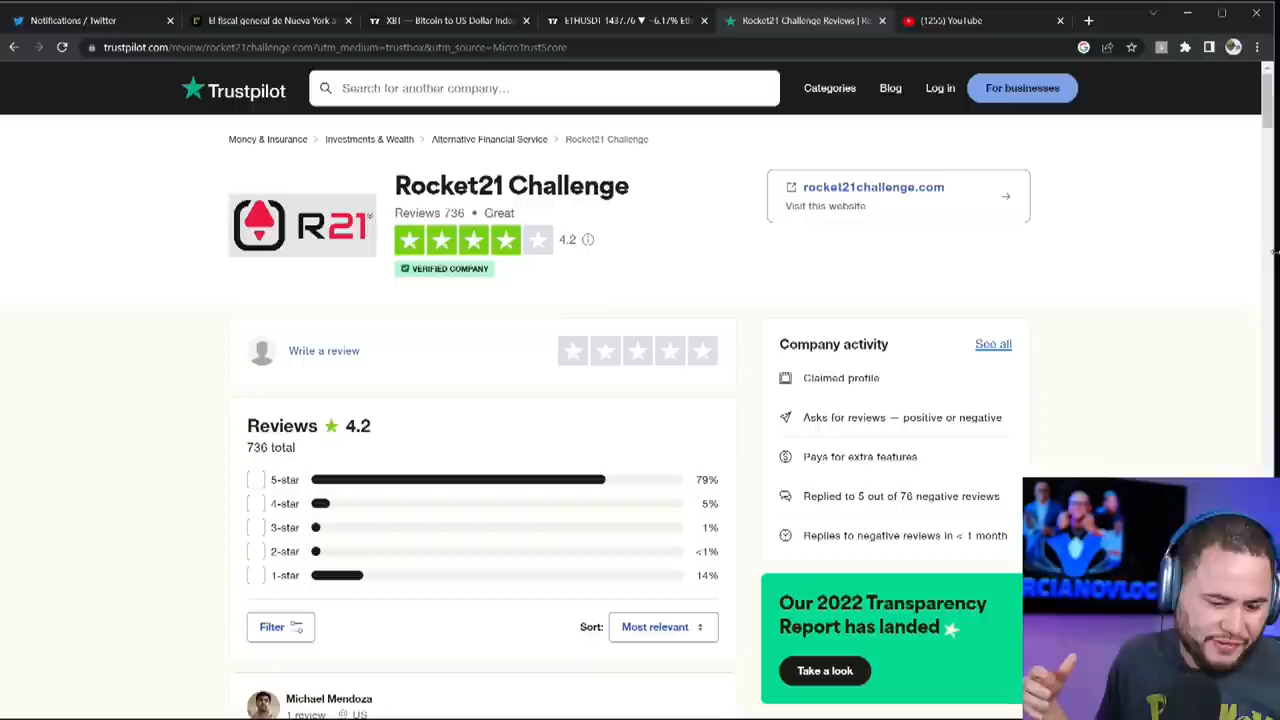 Notifications / Twitter
El fiscal general de Nueva York a
XBT — Bitcoin to US Dollar Index
ETHUSDT 1437.76 ▼ −6.17% Eth
Rocket21 Challenge Reviews | Re
(1255) YouTube
trustpilot.com/review/rocket21challenge.com?utm_medium=trustbox&utm_source=MicroTrustScore
Trustpilot
Search for another company...
Categories
Blog
Log in
For businesses
Money & Insurance > Investments & Wealth > Alternative Financial Service > Rocket21 Challenge
R21
Rocket21 Challenge
Reviews 736 • Great
4.2
VERIFIED COMPANY
rocket21challenge.com
Visit this website
Write a review
Reviews ★ 4.2
736 total
5-star 79%
4-star 5%
3-star 1%
2-star <1%
1-star 14%
Filter
Sort:
Most relevant
Michael Mendoza
1 review US
Company activity
See all
Claimed profile
Asks for reviews — positive or negative
Pays for extra features
Replied to 5 out of 76 negative reviews
Replies to negative reviews in < 1 month
Our 2022 Transparency
Report has landed
Take a look
RCIANOVLOG